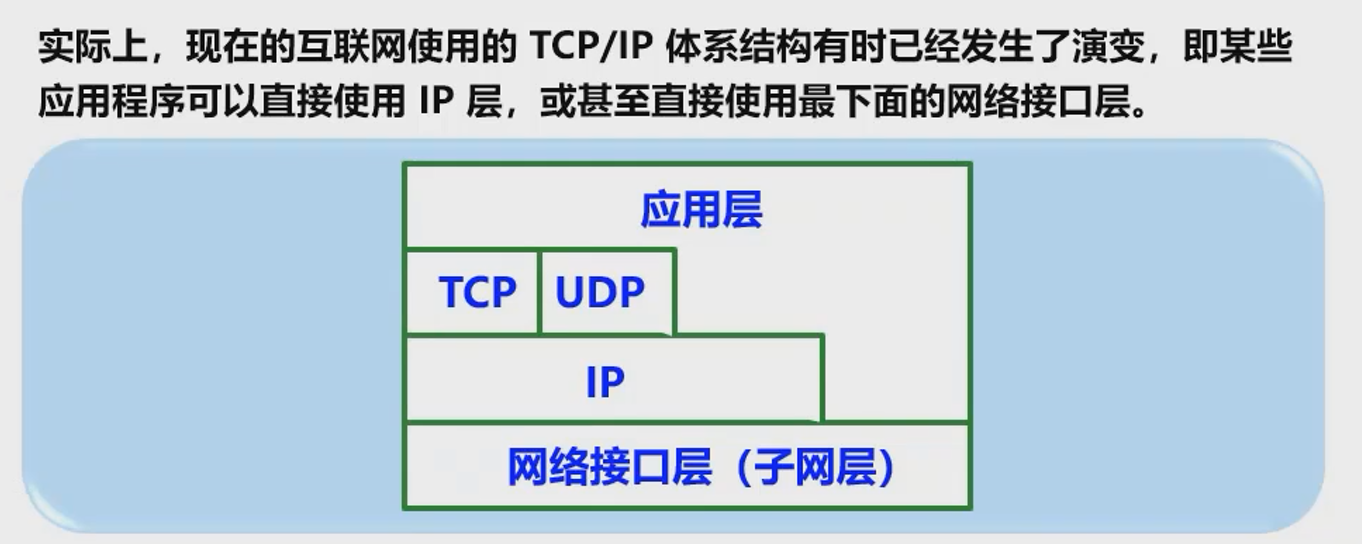 实际上，现在的互联网使用的 TCP/IP 体系结构有时已经发生了演变，即某些
应用程序可以直接使用 IP 层，或甚至直接使用最下面的网络接口层。
应用层
TCP UDP
IP
网络接口层（子网层）